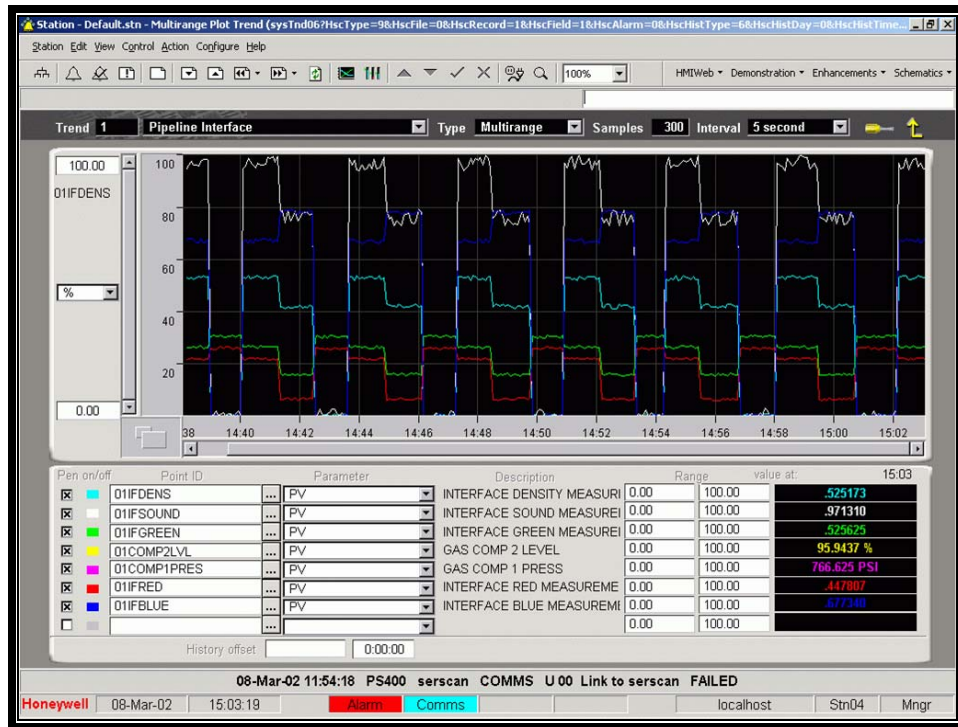 Station - Default.stn - Multirange Plot Trend (sysTnd06?HscType=9&HscFile=0&HscRecord=1&HscField=1&HscAlarm=0&HscHistType=6&HscHistDay=0&HscHistTime...
Station Edit View Control Action Configure Help
100% HMIWeb Demonstration Enhancements Schematics
Trend 1 Pipeline Interface Type Multirange Samples 300 Interval 5 second
100.00
01IFDENS
%
0.00
100
80
60
40
20
38 14:40 14:42 14:44 14:46 14:48 14:50 14:52 14:54 14:56 14:58 15:00 15:02
Pen on/off Point ID Parameter Description Range value at: 15:03
01IFDENS ... PV INTERFACE DENSITY MEASURI 0.00 100.00 .525173
01IFSOUND ... PV INTERFACE SOUND MEASUREI 0.00 100.00 .971310
01IFGREEN ... PV INTERFACE GREEN MEASUREI 0.00 100.00 .525625
01COMP2LVL ... PV GAS COMP 2 LEVEL 0.00 100.00 95.9437 %
01COMP1PRES ... PV GAS COMP 1 PRESS 0.00 100.00 766.625 PSI
01IFRED ... PV INTERFACE RED MEASUREME 0.00 100.00 .447807
01IFBLUE ... PV INTERFACE BLUE MEASUREMI 0.00 100.00 .677340
... 0.00 100.00
History offset 0:00:00
08-Mar-02 11:54:18 PS400 serscan COMMS U 00 Link to serscan FAILED
Honeywell 08-Mar-02 15:03:19 Alarm Comms localhost Stn04 Mngr